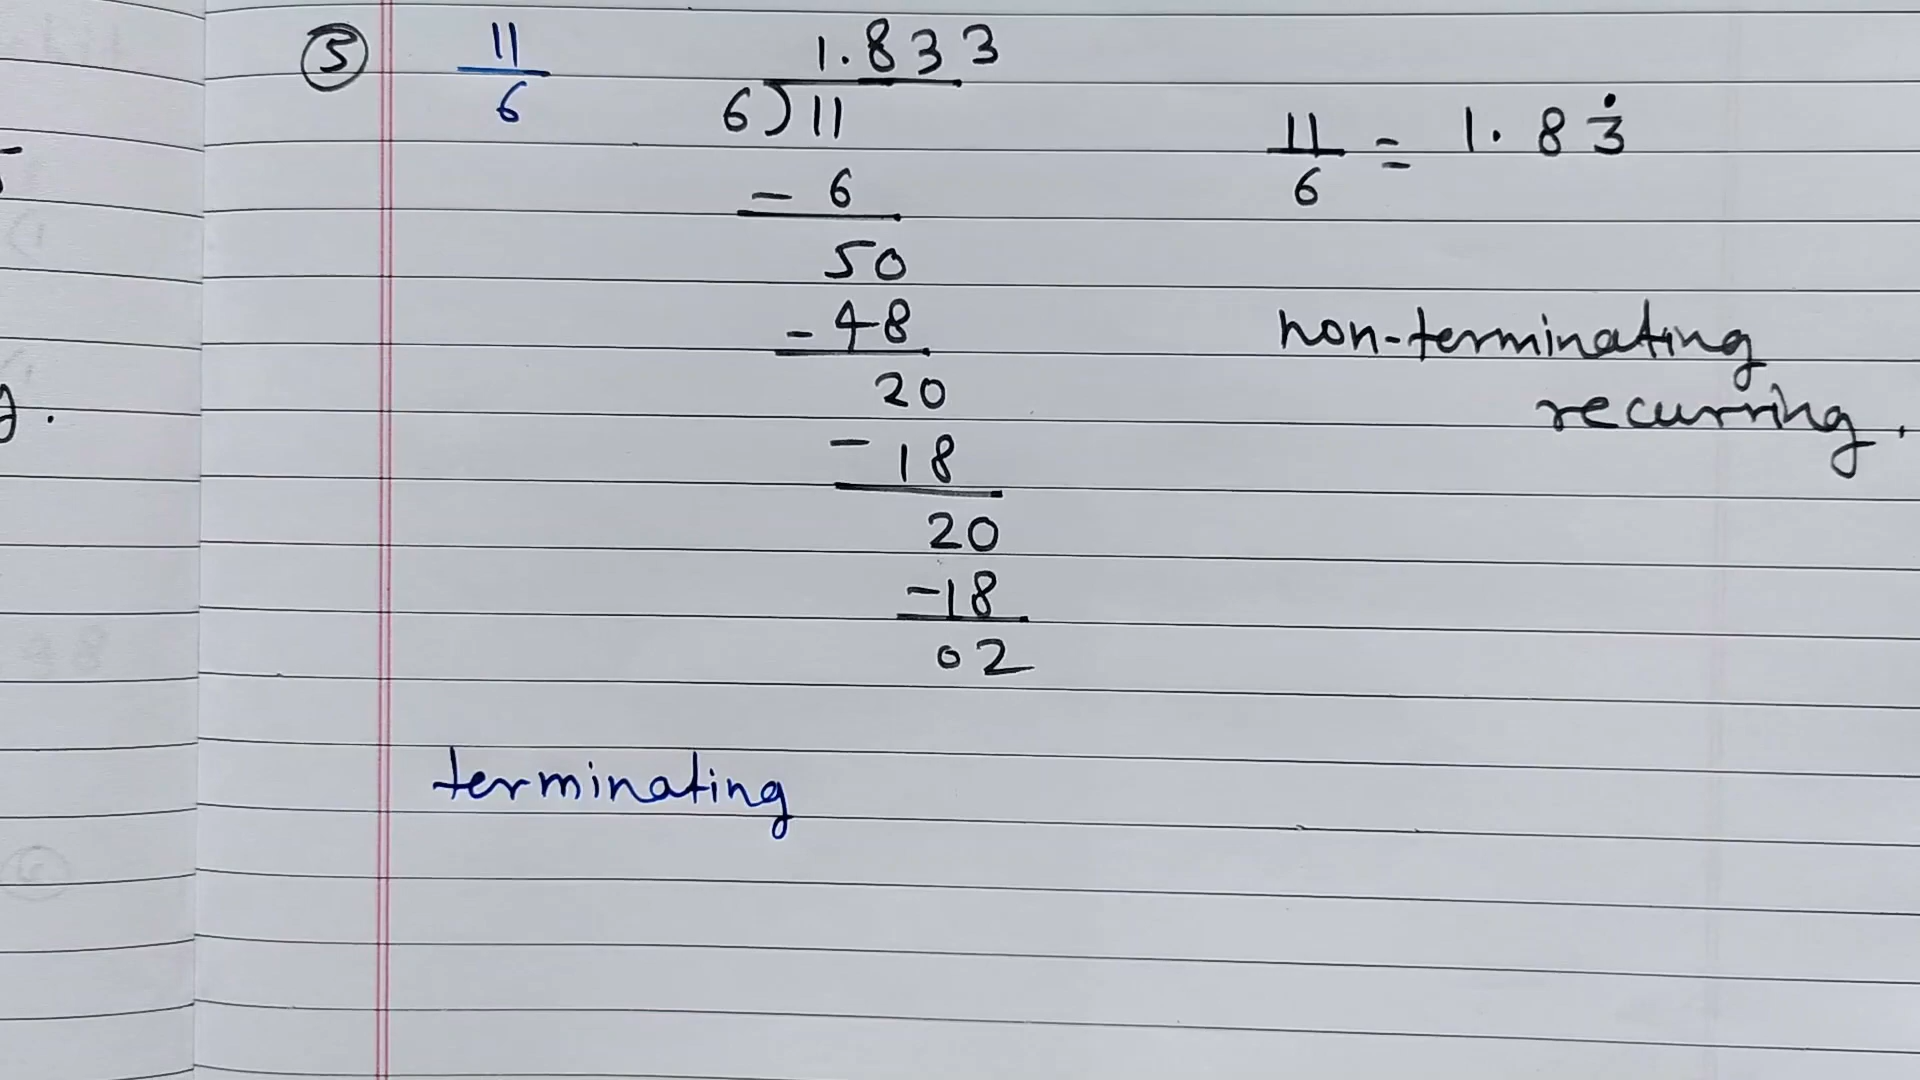 ⑤ 11/6
1.833
6)11
- 6
50
- 48
20
- 18
20
-18
02
11/6 = 1.83̇
non-terminating
recurring.
terminating